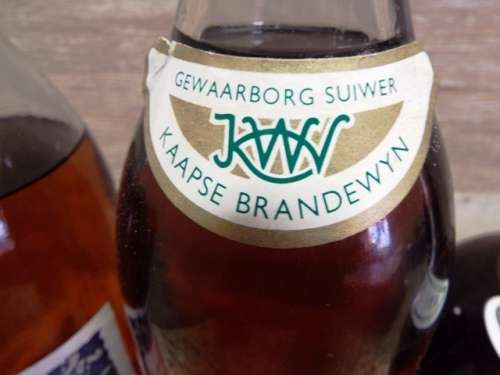 GEWAARBORG SUIWER
KWV
KAAPSE BRANDEWYN